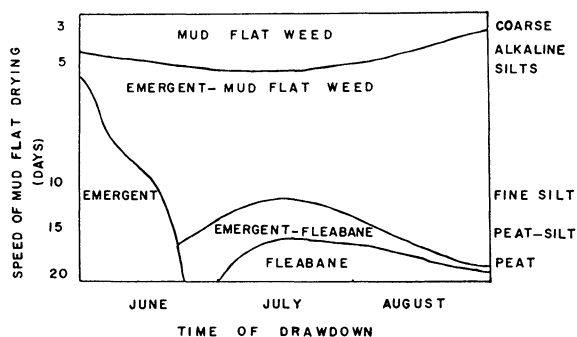 3
5
10
15
20
SPEED OF MUD FLAT DRYING
(DAYS)
MUD FLAT WEED
EMERGENT-MUD FLAT WEED
EMERGENT
EMERGENT-FLEABANE
FLEABANE
COARSE
ALKALINE
SILTS
FINE SILT
PEAT-SILT
PEAT
JUNE JULY AUGUST
TIME OF DRAWDOWN